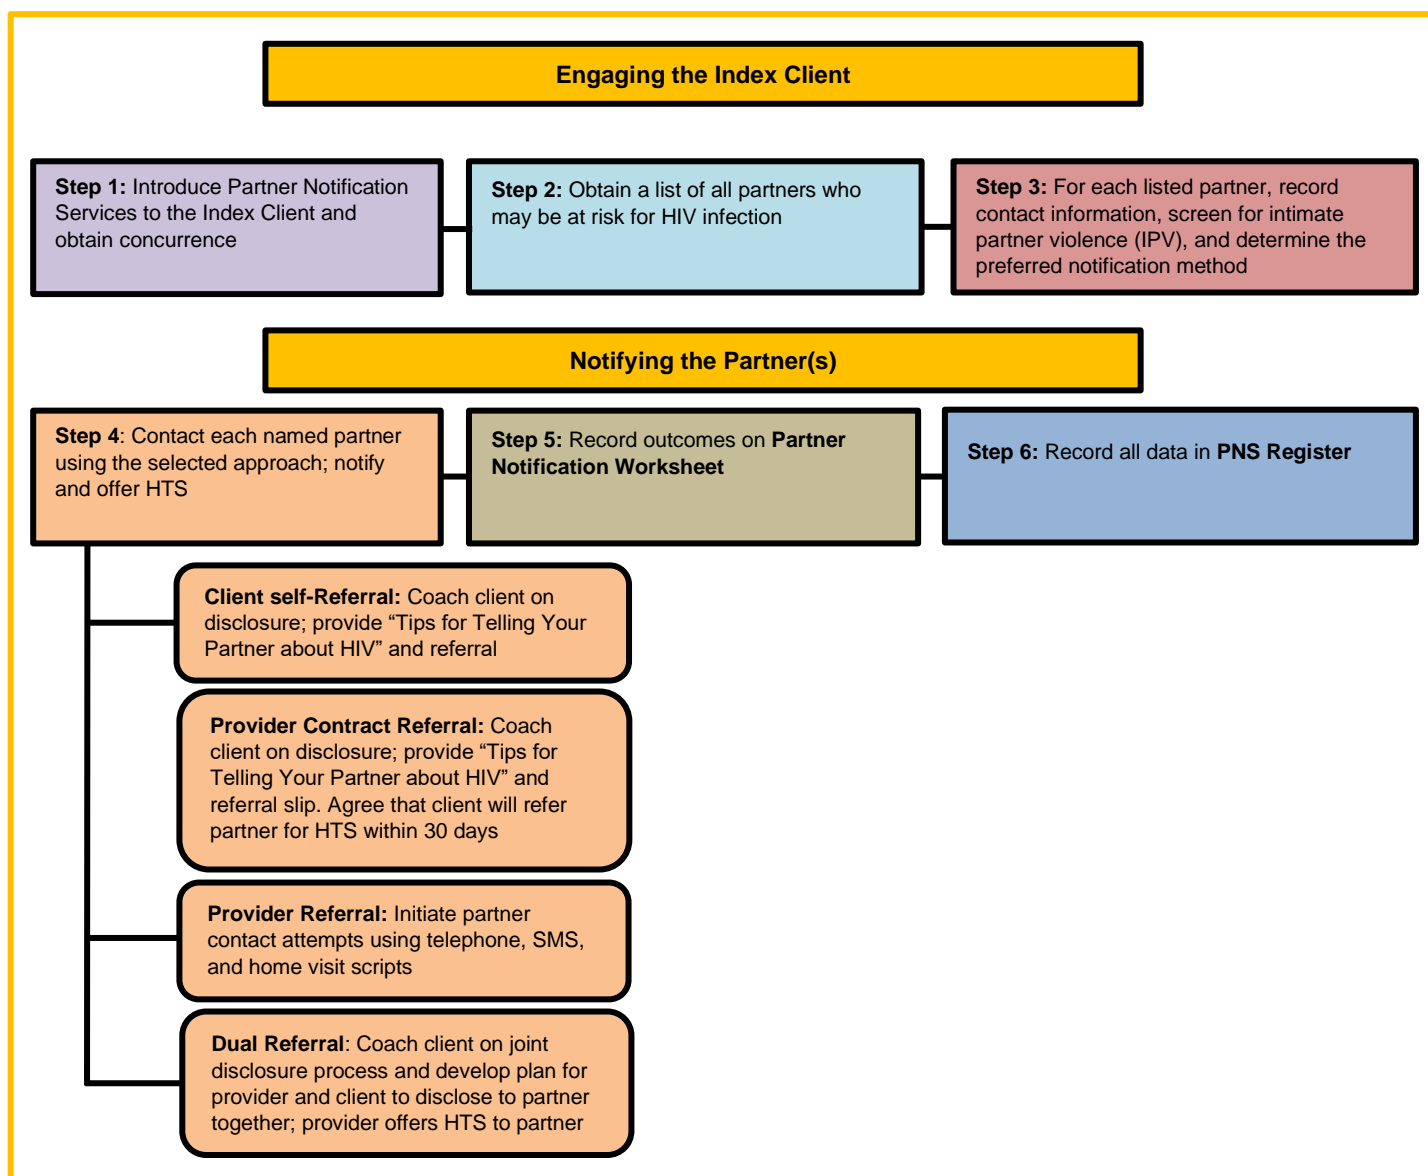 Engaging the Index Client
Step 1: Introduce Partner Notification
Services to the Index Client and
obtain concurrence
Step 2: Obtain a list of all partners who
may be at risk for HIV infection
Step 3: For each listed partner, record
contact information, screen for intimate
partner violence (IPV), and determine the
preferred notification method
Notifying the Partner(s)
Step 4: Contact each named partner
using the selected approach; notify
and offer HTS
Step 5: Record outcomes on Partner
Notification Worksheet
Step 6: Record all data in PNS Register
Client self-Referral: Coach client on
disclosure; provide “Tips for Telling Your
Partner about HIV” and referral
Provider Contract Referral: Coach
client on disclosure; provide “Tips for
Telling Your Partner about HIV” and
referral slip. Agree that client will refer
partner for HTS within 30 days
Provider Referral: Initiate partner
contact attempts using telephone, SMS,
and home visit scripts
Dual Referral: Coach client on joint
disclosure process and develop plan for
provider and client to disclose to partner
together; provider offers HTS to partner